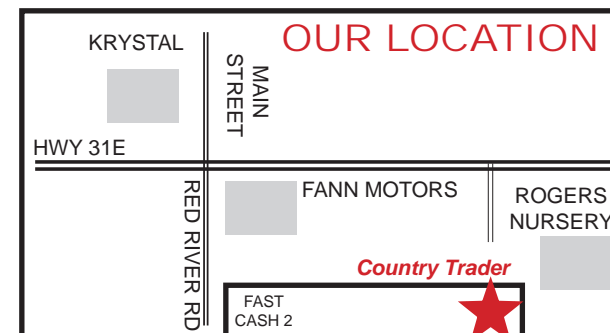 OUR LOCATION
KRYSTAL
MAIN
STREET
HWY 31E
RED RIVER RD
FANN MOTORS
ROGERS
NURSERY
Country Trader
FAST
CASH 2